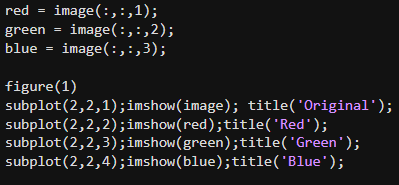 red = image(:,:,1);
green = image(:,:,2);
blue = image(:,:,3);
figure(1)
subplot(2,2,1);imshow(image); title('Original');
subplot(2,2,2);imshow(red);title('Red');
subplot(2,2,3);imshow(green);title('Green');
subplot(2,2,4);imshow(blue);title('Blue');